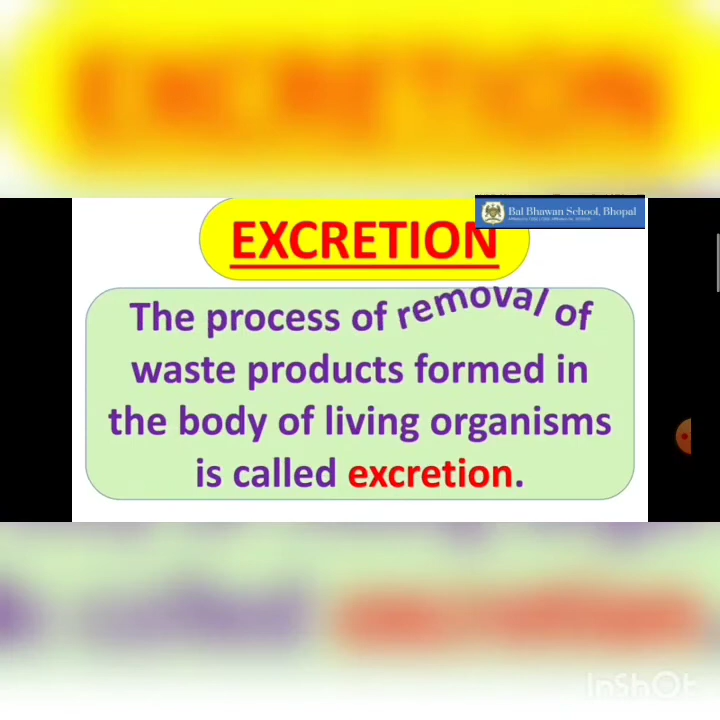 Bal Bhawan School, Bhopal
EXCRETION
The process of removal of
waste products formed in
the body of living organisms
is called excretion.
InShOt